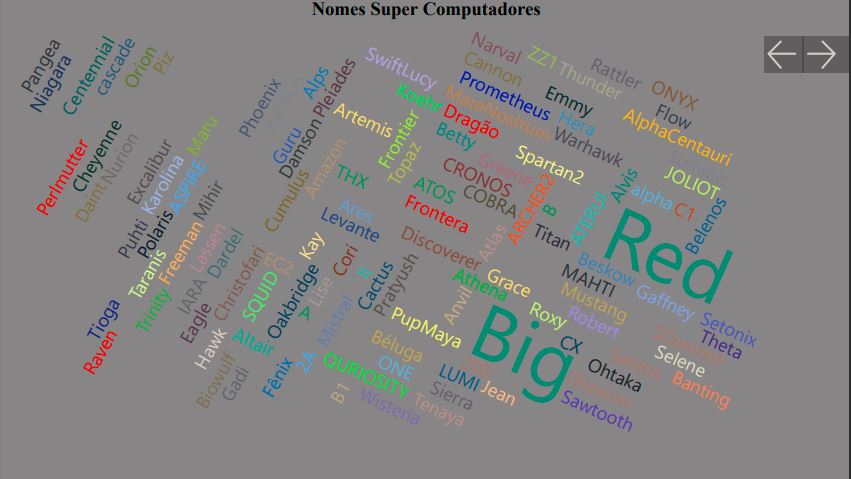 Nomes Super Computadores
Pangea
Niagara
Centennial
cascade
Orion
Piz
Phoenix
Alps
Pleiades
SwiftLucy
Narval
ZZ1
Thunder
Rattler
ONYX
Cannon
Prometheus
Emmy
Flow
Koehr
MareNostrum
Hera
AlphaCentauri
Artemis
Frontier
Dragão
Betty
Warhawk
Perlmutter
Cheyenne
Daint
Nurion
Excalibur
Karolina
Maru
ASPIRE
Guru
Damson
Cumulus
Amazon
Topaz
THX
Greene
Spartan2
JOLIOT
CRONOS
COBRA
ARCHER2
ATOS
Frontera
B
ATERUI
Alvis
alpha
C1
Belenos
Puhti
Polaris
Mihir
Freeman
Lassen
Dardel
Taranis
Trinity
IARA
Christofari
EC2
Kay
Ares
Levante
Discoverer
Atlas
Titan
Red
Beskow
MAHTI
Gaffney
Setonix
Theta
Tioga
Raven
Eagle
Hawk
SQUID
Oakbridge
A
Luse
Cori
II
Cactus
Pratyush
Athena
Grace
Anvil
Roxy
Mustang
Robert
Big
Altair
Mistral
PupMaya
Béluga
CX
Ohtaka
Selene
Banting
Biowulf
Gadi
Fênix
2A
QURIOSITY
ONE
LUMI
Jean
Sierra
B1
Wisteria
Tenaya
Sawtooth